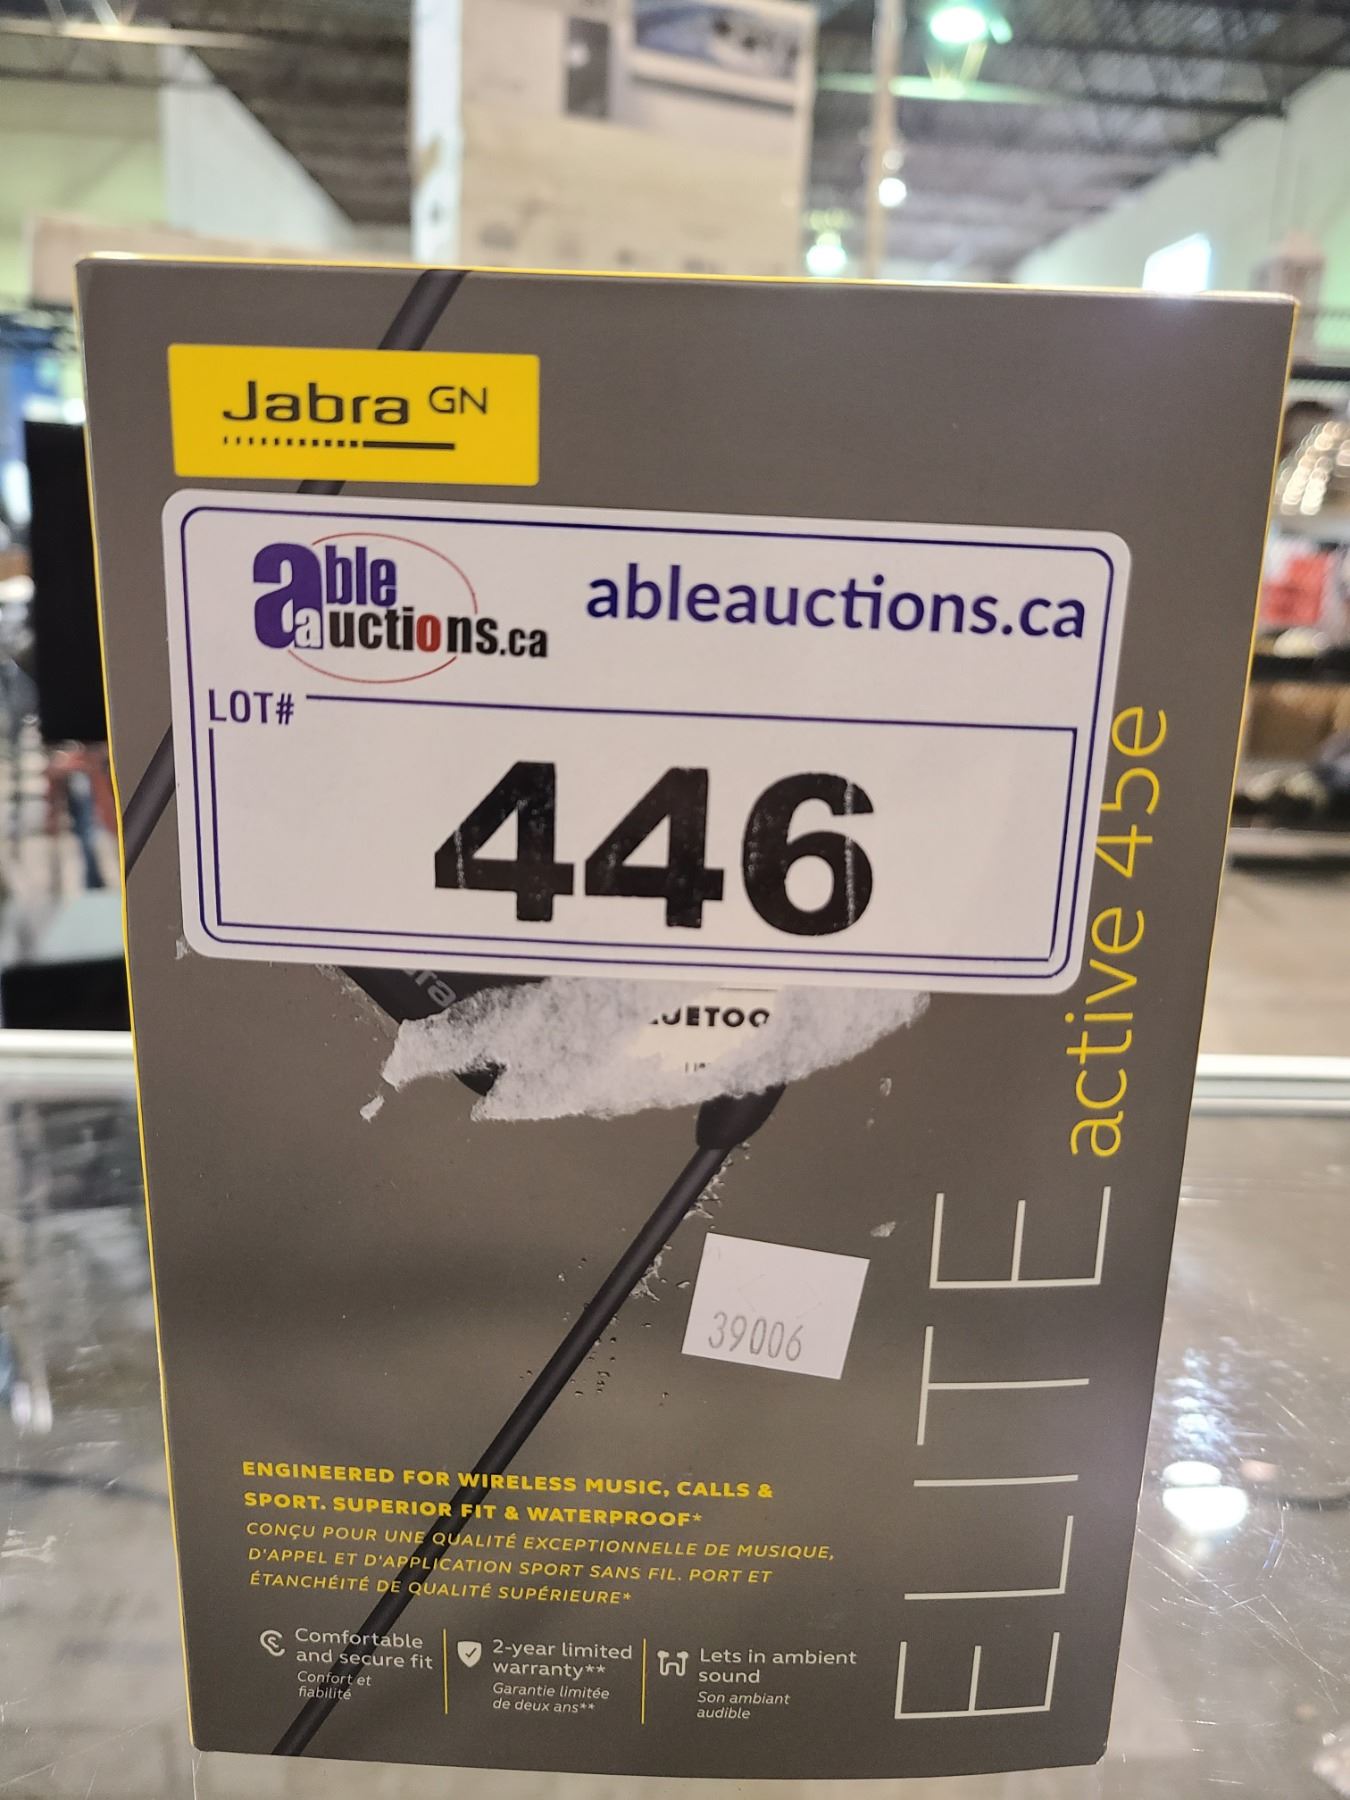 Jabra GN
able auctions.ca
ableauctions.ca
LOT#
446
39006
ELITE active 45e
ENGINEERED FOR WIRELESS MUSIC, CALLS &
SPORT. SUPERIOR FIT & WATERPROOF*
CONÇU POUR UNE QUALITÉ EXCEPTIONNELLE DE MUSIQUE,
D'APPEL ET D'APPLICATION SPORT SANS FIL. PORT ET
ÉTANCHÉITÉ DE QUALITÉ SUPÉRIEURE*
Comfortable
and secure fit
Confort et
fiabilité
2-year limited
warranty**
Garantie limitée
de deux ans**
Lets in ambient
sound
Son ambiant
audible